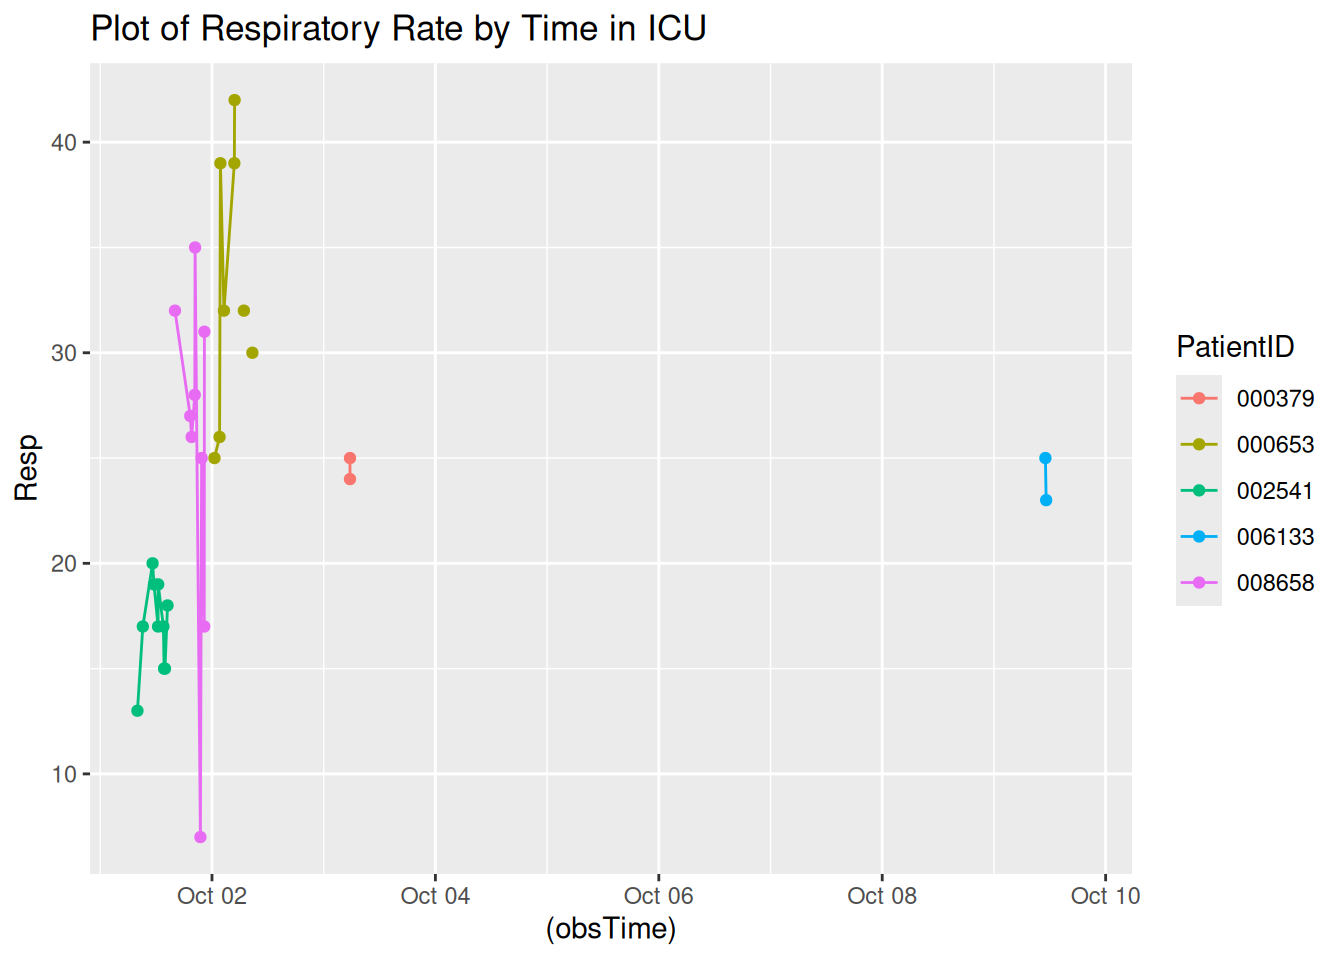 Plot of Respiratory Rate by Time in ICU
Resp
40
30
20
10
Oct 02
Oct 04
Oct 06
Oct 08
Oct 10
(obsTime)
PatientID
000379
000653
002541
006133
008658